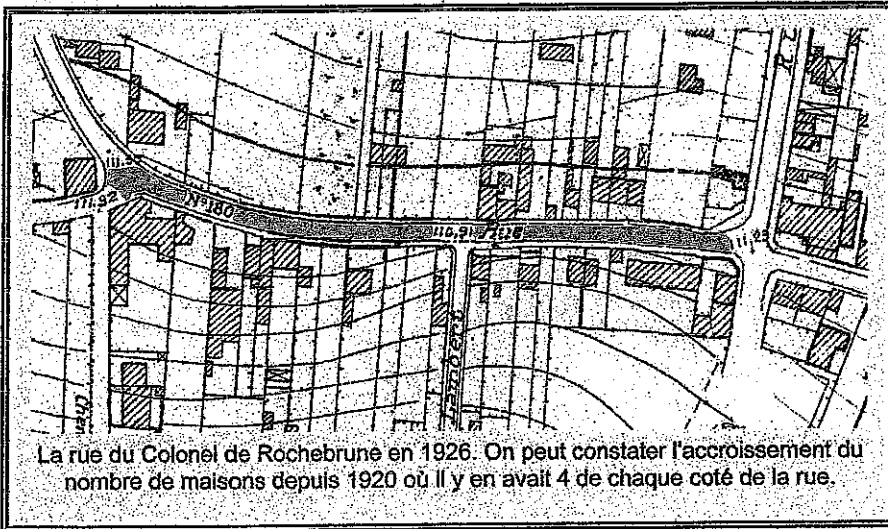 N° 180
Lambert
La rue du Colonel de Rochebrune en 1926. On peut constater l'accroissement du
nombre de maisons depuis 1920 où il y en avait 4 de chaque coté de la rue.